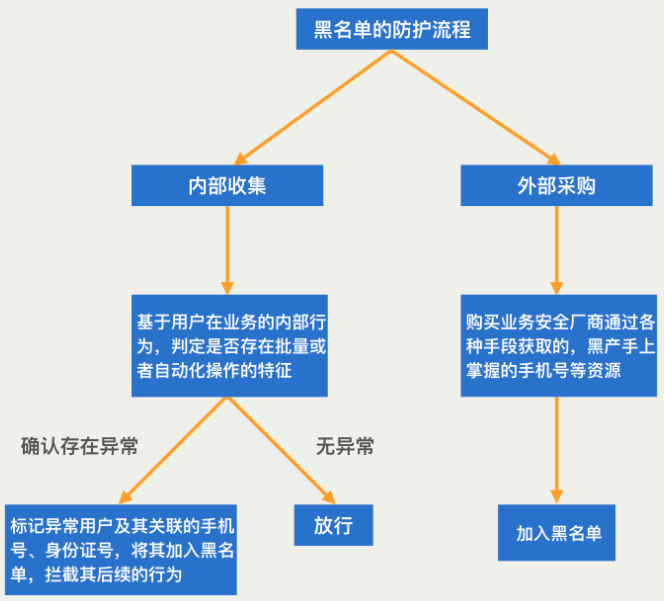 黑名单的防护流程
内部收集
外部采购
基于用户在业务的内部行
为，判定是否存在批量或
者自动化操作的特征
购买业务安全厂商通过各
种手段获取的，黑产手上
掌握的手机号等资源
确认存在异常
无异常
标记异常用户及其关联的手机
号、身份证号，将其加入黑名
单，拦截其后续的行为
放行
加入黑名单